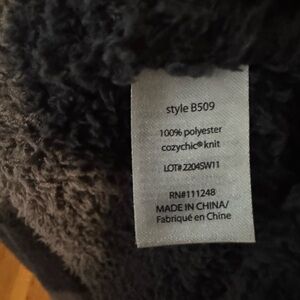 style B509
100% polyester
cozychic® knit
LOT# 2204SW11
RN#111248
MADE IN CHINA/
Fabriqué en Chine